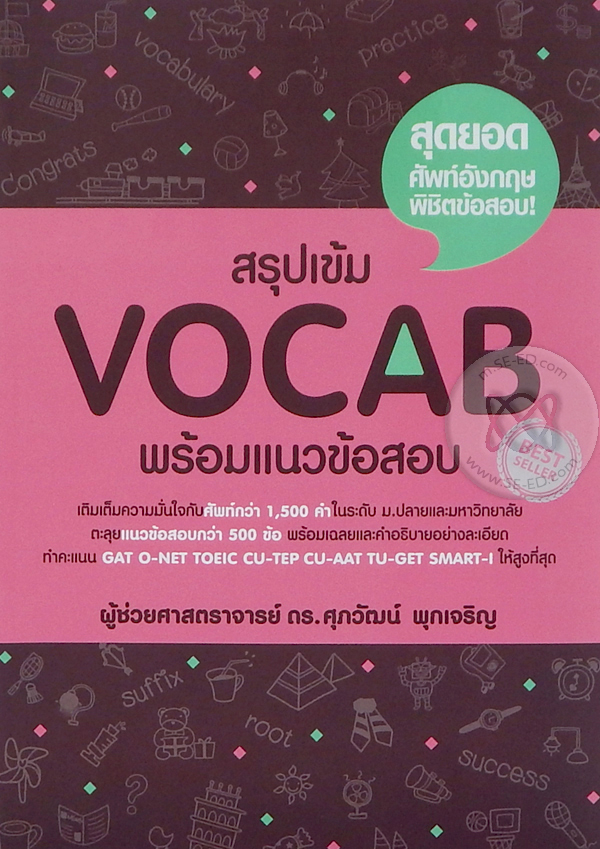 vocabulary
practice
congrats
สุดยอด
ศัพท์อังกฤษ
พิชิตข้อสอบ!
สรุปเข้ม
VOCAB
พร้อมแนวข้อสอบ
m.SE-ED.com
BEST
SELLER
www.SE-ED.com
เติมเต็มความมั่นใจกับศัพท์กว่า 1,500 คำในระดับ ม.ปลายและมหาวิทยาลัย
ตะลุยแนวข้อสอบกว่า 500 ข้อ พร้อมเฉลยและคำอธิบายอย่างละเอียด
ทำคะแนน GAT O-NET TOEIC CU-TEP CU-AAT TU-GET SMART-I ให้สูงที่สุด
ผู้ช่วยศาสตราจารย์ ดร.ศุภวัฒน์ พุกเจริญ
suffix
root
success